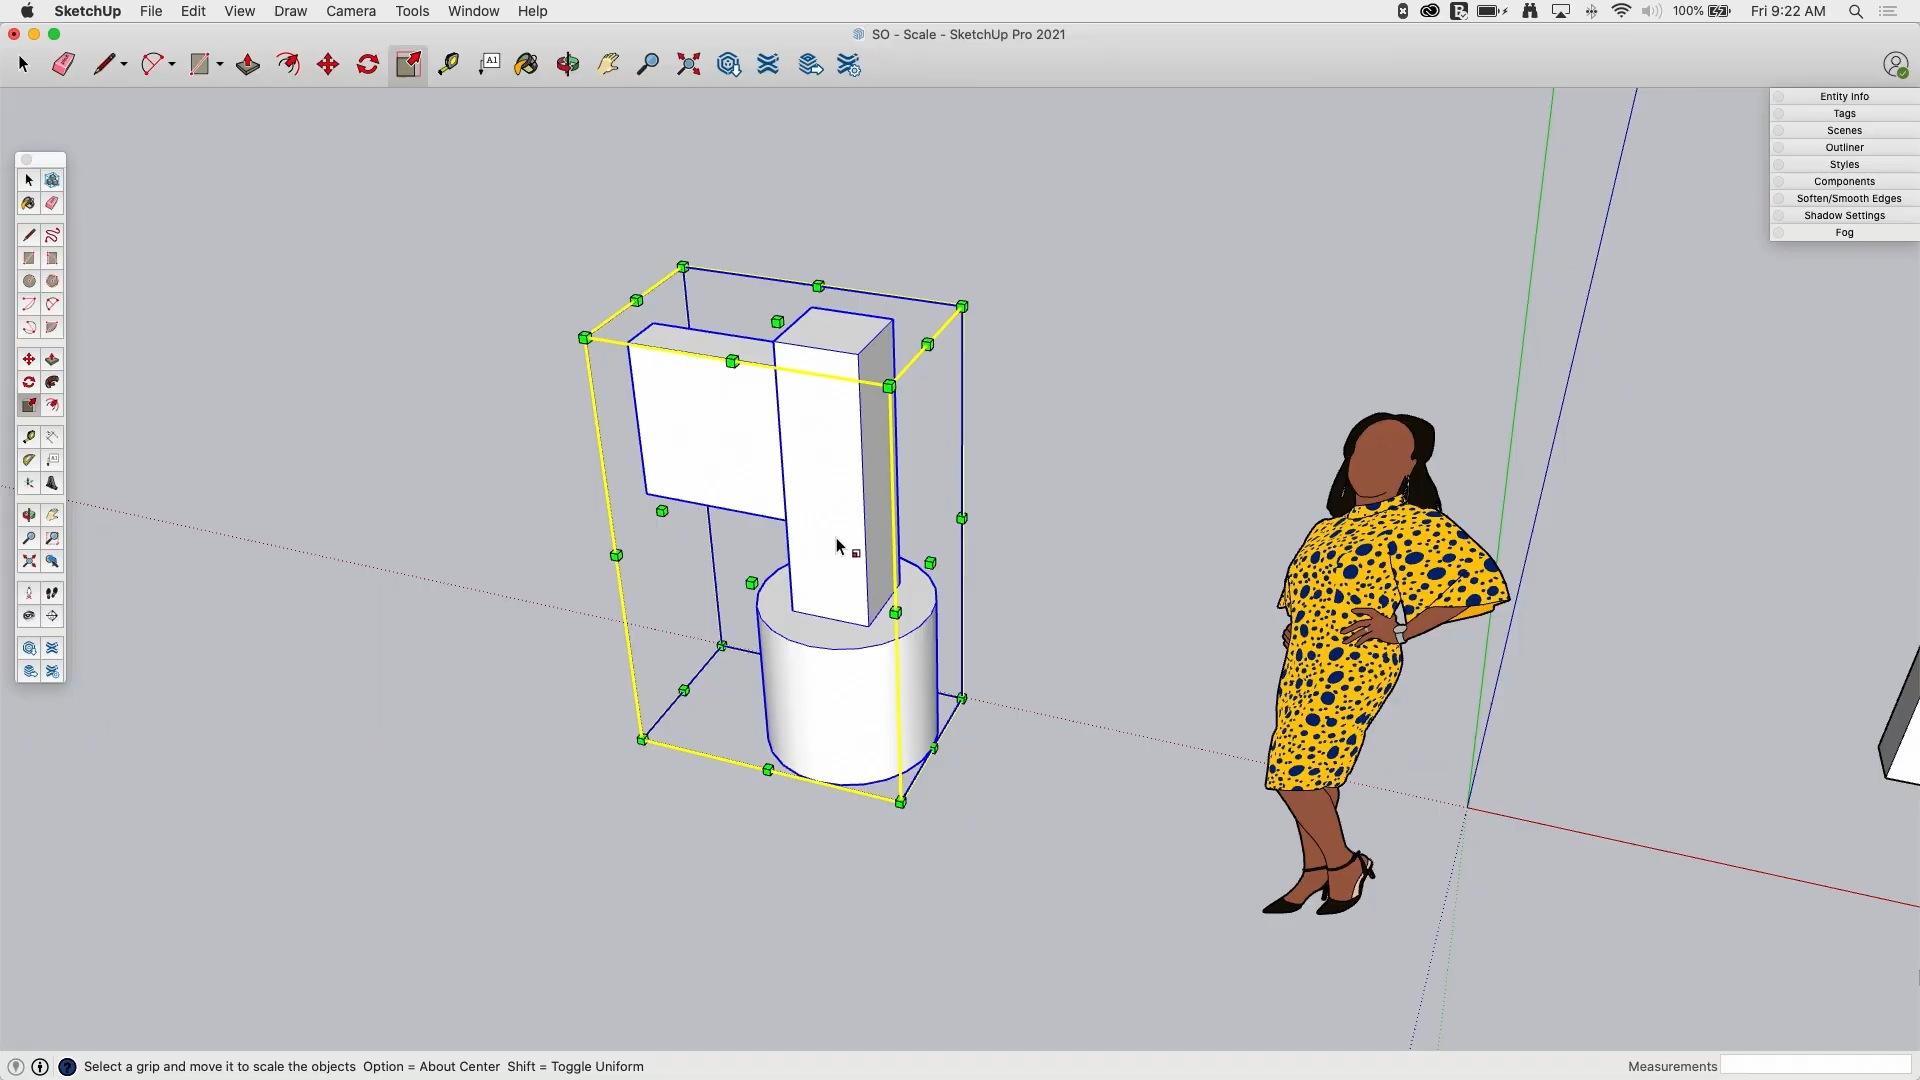 SketchUp File Edit View Draw Camera Tools Window Help 100% Fri 9:22 AM
SO - Scale - SketchUp Pro 2021
A1
Entity Info
Tags
Scenes
Outliner
Styles
Components
Soften/Smooth Edges
Shadow Settings
Fog
Select a grip and move it to scale the objects Option = About Center Shift = Toggle Uniform
Measurements